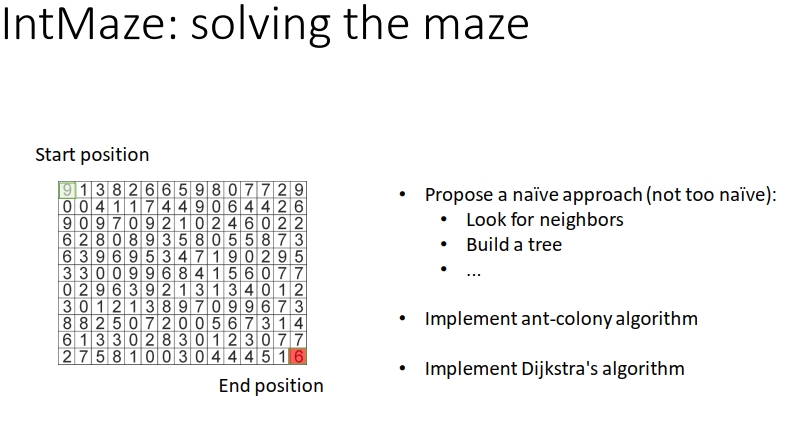 IntMaze: solving the maze
Start position
9 1 3 8 2 6 6 5 9 8 0 7 7 2 9
0 0 4 1 1 7 4 4 9 0 6 4 4 2 6
9 0 9 7 0 9 2 1 0 2 4 6 0 2 2
6 2 8 0 8 9 3 5 8 0 5 5 8 7 3
6 3 9 6 9 5 3 4 7 1 9 0 2 9 5
3 3 0 0 9 9 6 8 4 1 5 6 0 7 7
0 2 9 6 3 9 2 1 3 1 3 4 0 1 2
3 0 1 2 1 3 8 9 7 0 9 9 6 7 3
8 8 2 5 0 7 2 0 0 5 6 7 3 1 4
6 1 3 3 0 2 8 3 0 1 2 3 0 7 7
2 7 5 8 1 0 0 3 0 4 4 4 5 1 6
End position
• Propose a naïve approach (not too naïve):
• Look for neighbors
• Build a tree
• ...
• Implement ant-colony algorithm
• Implement Dijkstra's algorithm